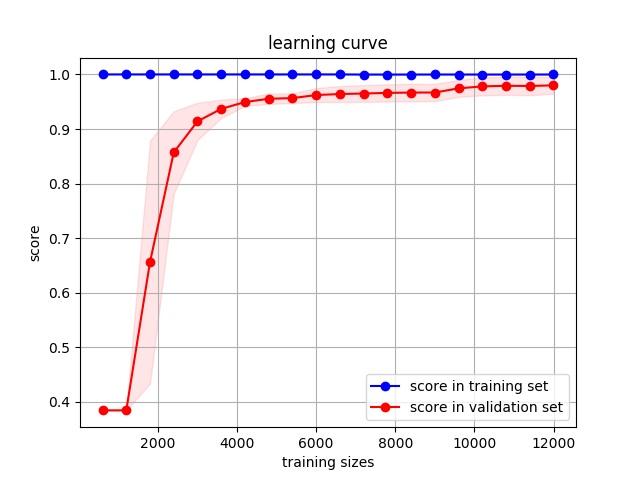 learning curve
1.0
0.9
0.8
0.7
0.6
0.5
0.4
score
score in training set
score in validation set
2000 4000 6000 8000 10000 12000
training sizes